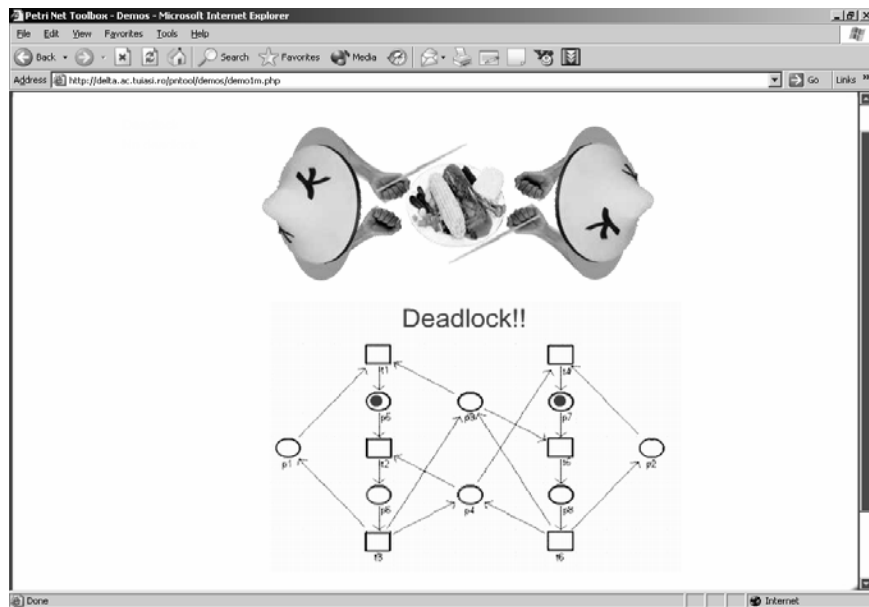 Petri Net Toolbox - Demos - Microsoft Internet Explorer
File Edit View Favorites Tools Help
Back Search Favorites Media
Address http://delta.ac.tuiasi.ro/pntool/demos/demo1m.php Go Links »
Deadlock!!
t1 t4
p5 p3 p7
p1 t2 t5 p2
p6 p4 p8
t3 t6
Done Internet